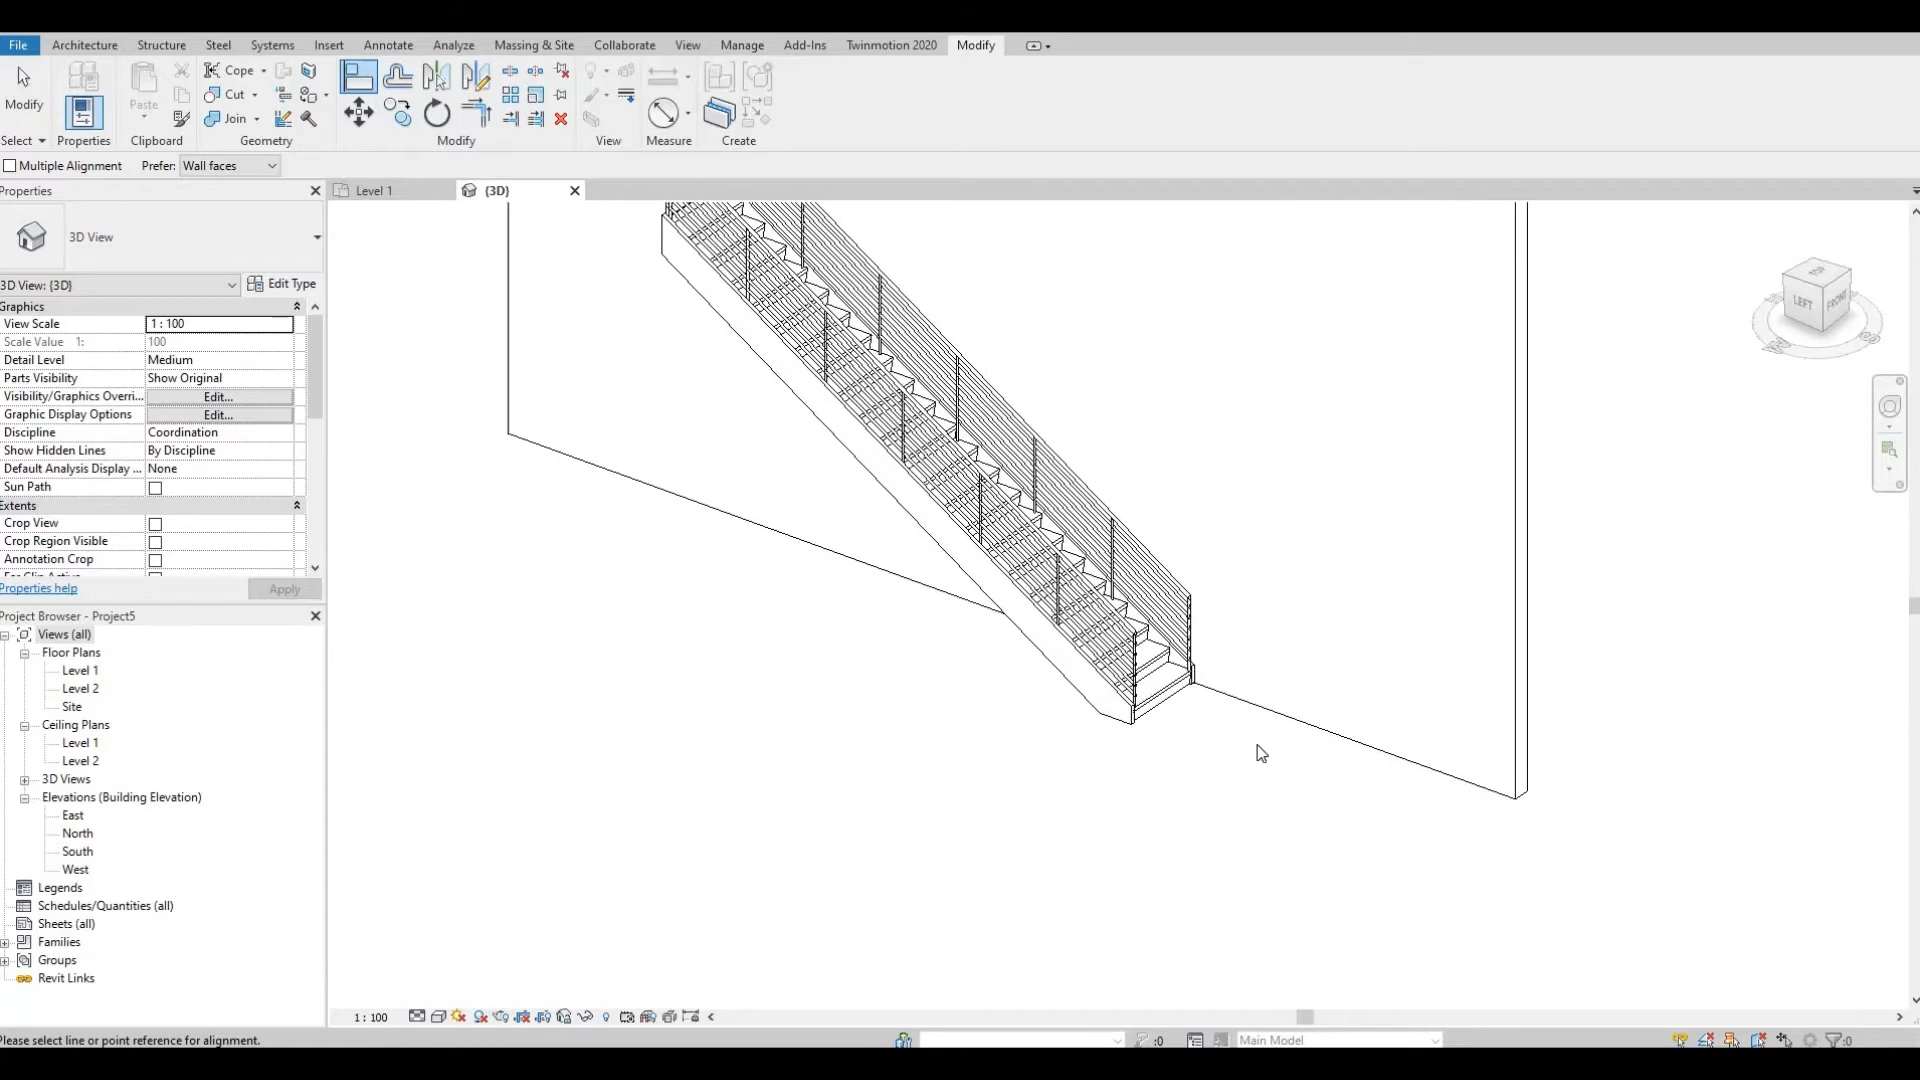 File Architecture Structure Steel Systems Insert Annotate Analyze Massing & Site Collaborate View Manage Add-Ins Twinmotion 2020 Modify
Modify
Select
Properties
Paste
Clipboard
Cope
Cut
Join
Geometry
Modify
View
Measure
Create
Multiple Alignment Prefer: Wall faces
Properties
Level 1
{3D}
3D View
3D View: {3D} Edit Type
Graphics
View Scale 1 : 100
Scale Value 1: 100
Detail Level Medium
Parts Visibility Show Original
Visibility/Graphics Overri... Edit...
Graphic Display Options Edit...
Discipline Coordination
Show Hidden Lines By Discipline
Default Analysis Display ... None
Sun Path
Extents
Crop View
Crop Region Visible
Annotation Crop
Properties help Apply
Project Browser - Project5
Views (all)
Floor Plans
Level 1
Level 2
Site
Ceiling Plans
Level 1
Level 2
3D Views
Elevations (Building Elevation)
East
North
South
West
Legends
Schedules/Quantities (all)
Sheets (all)
Families
Groups
Revit Links
TOP
LEFT
FRONT
1 : 100
Please select line or point reference for alignment.
:0
Main Model
:0